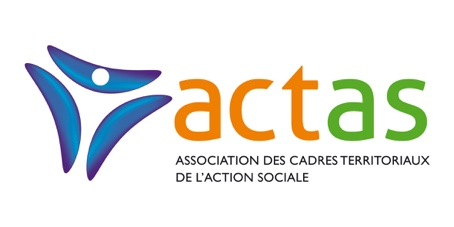 actas
ASSOCIATION DES CADRES TERRITORIAUX
DE L'ACTION SOCIALE